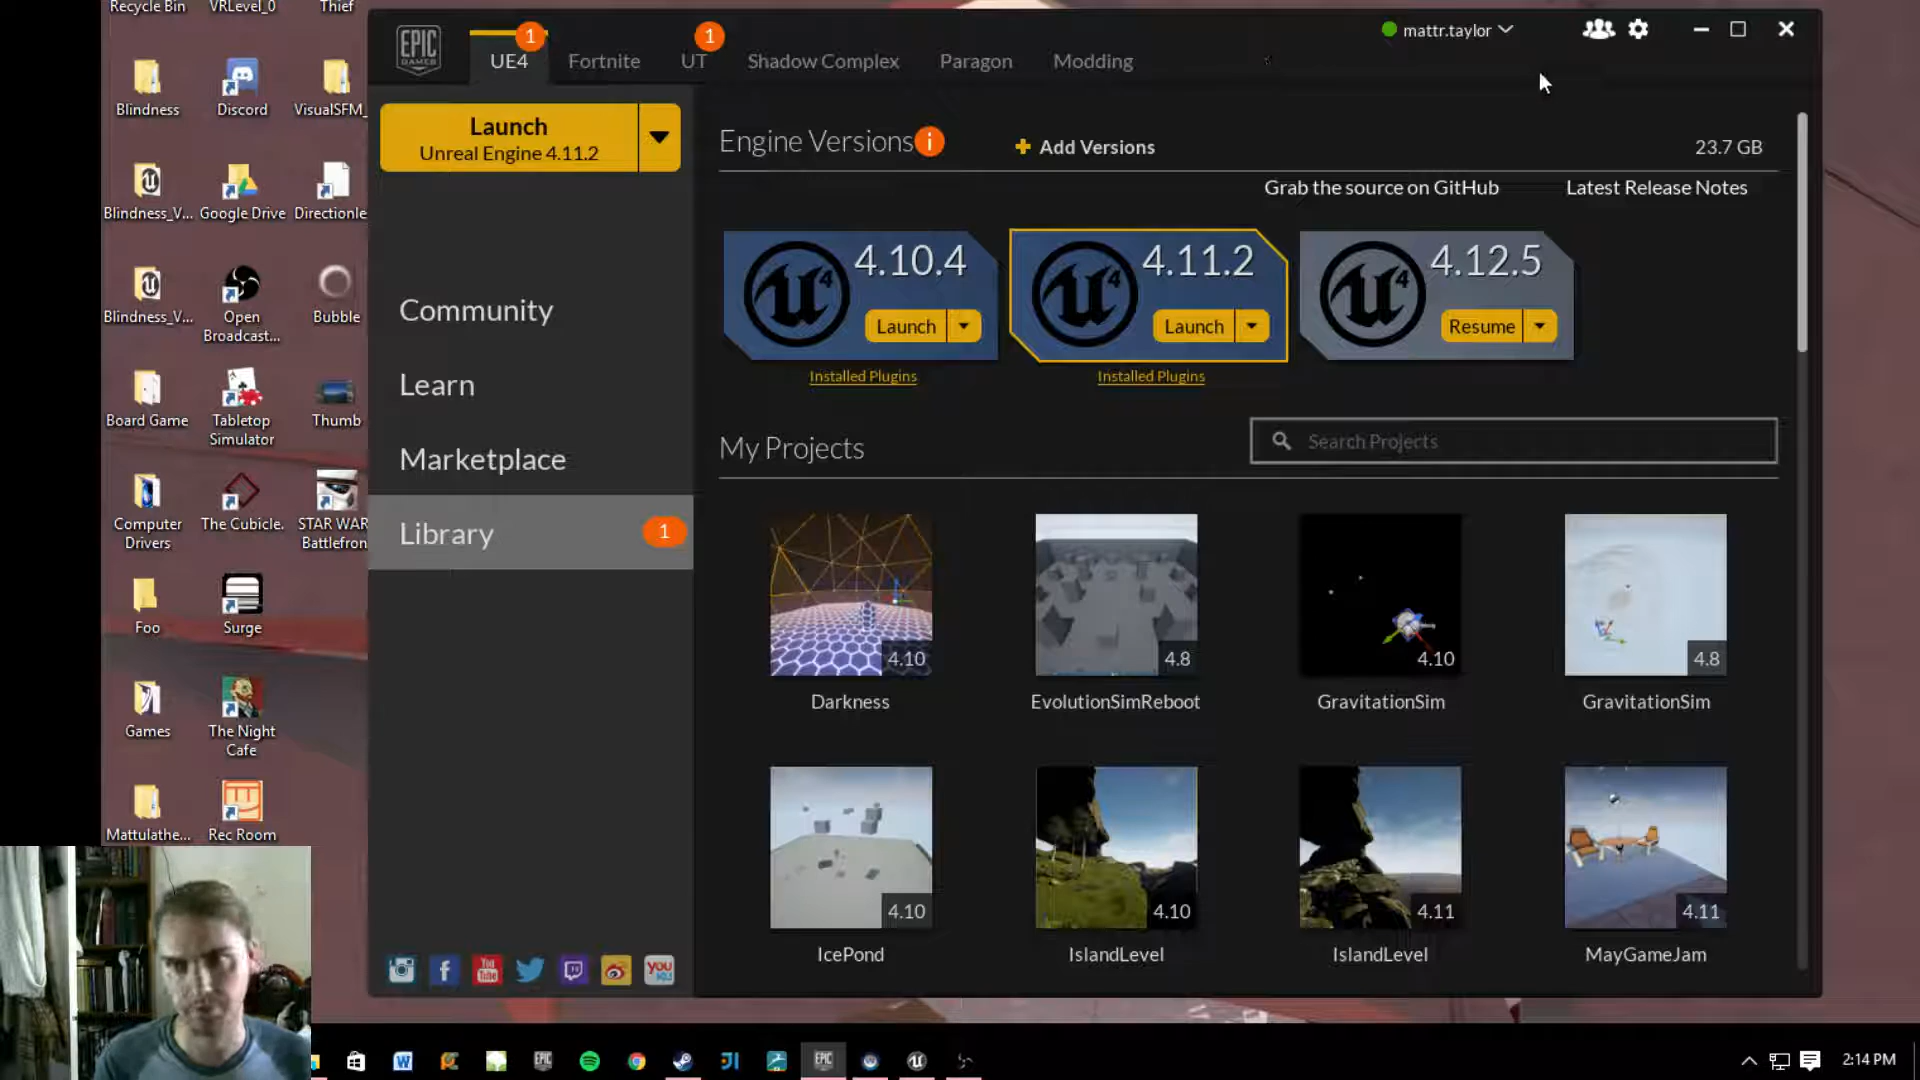 Recycle Bin
VRLevel_0
Thief
Blindness
Discord
VisualSFM_
Blindness_V...
Google Drive
Directionle
Blindness_V...
Open
Broadcast...
Bubble
Board Game
Tabletop
Simulator
Thumb
Computer
Drivers
The Cubicle.
STAR WAR
Battlefron
Foo
Surge
Games
The Night
Cafe
Mattulathe...
Rec Room
EPIC
GAMES
UE4
1
Fortnite
UT
1
Shadow Complex
Paragon
Modding
mattr.taylor
Launch
Unreal Engine 4.11.2
Community
Learn
Marketplace
Library
1
Engine Versions
i
Add Versions
23.7 GB
Grab the source on GitHub
Latest Release Notes
4.10.4
Launch
Installed Plugins
4.11.2
Launch
Installed Plugins
4.12.5
Resume
My Projects
Search Projects
4.10
Darkness
4.8
EvolutionSimReboot
4.10
GravitationSim
4.8
GravitationSim
4.10
IcePond
4.10
IslandLevel
4.11
IslandLevel
4.11
MayGameJam
2:14 PM